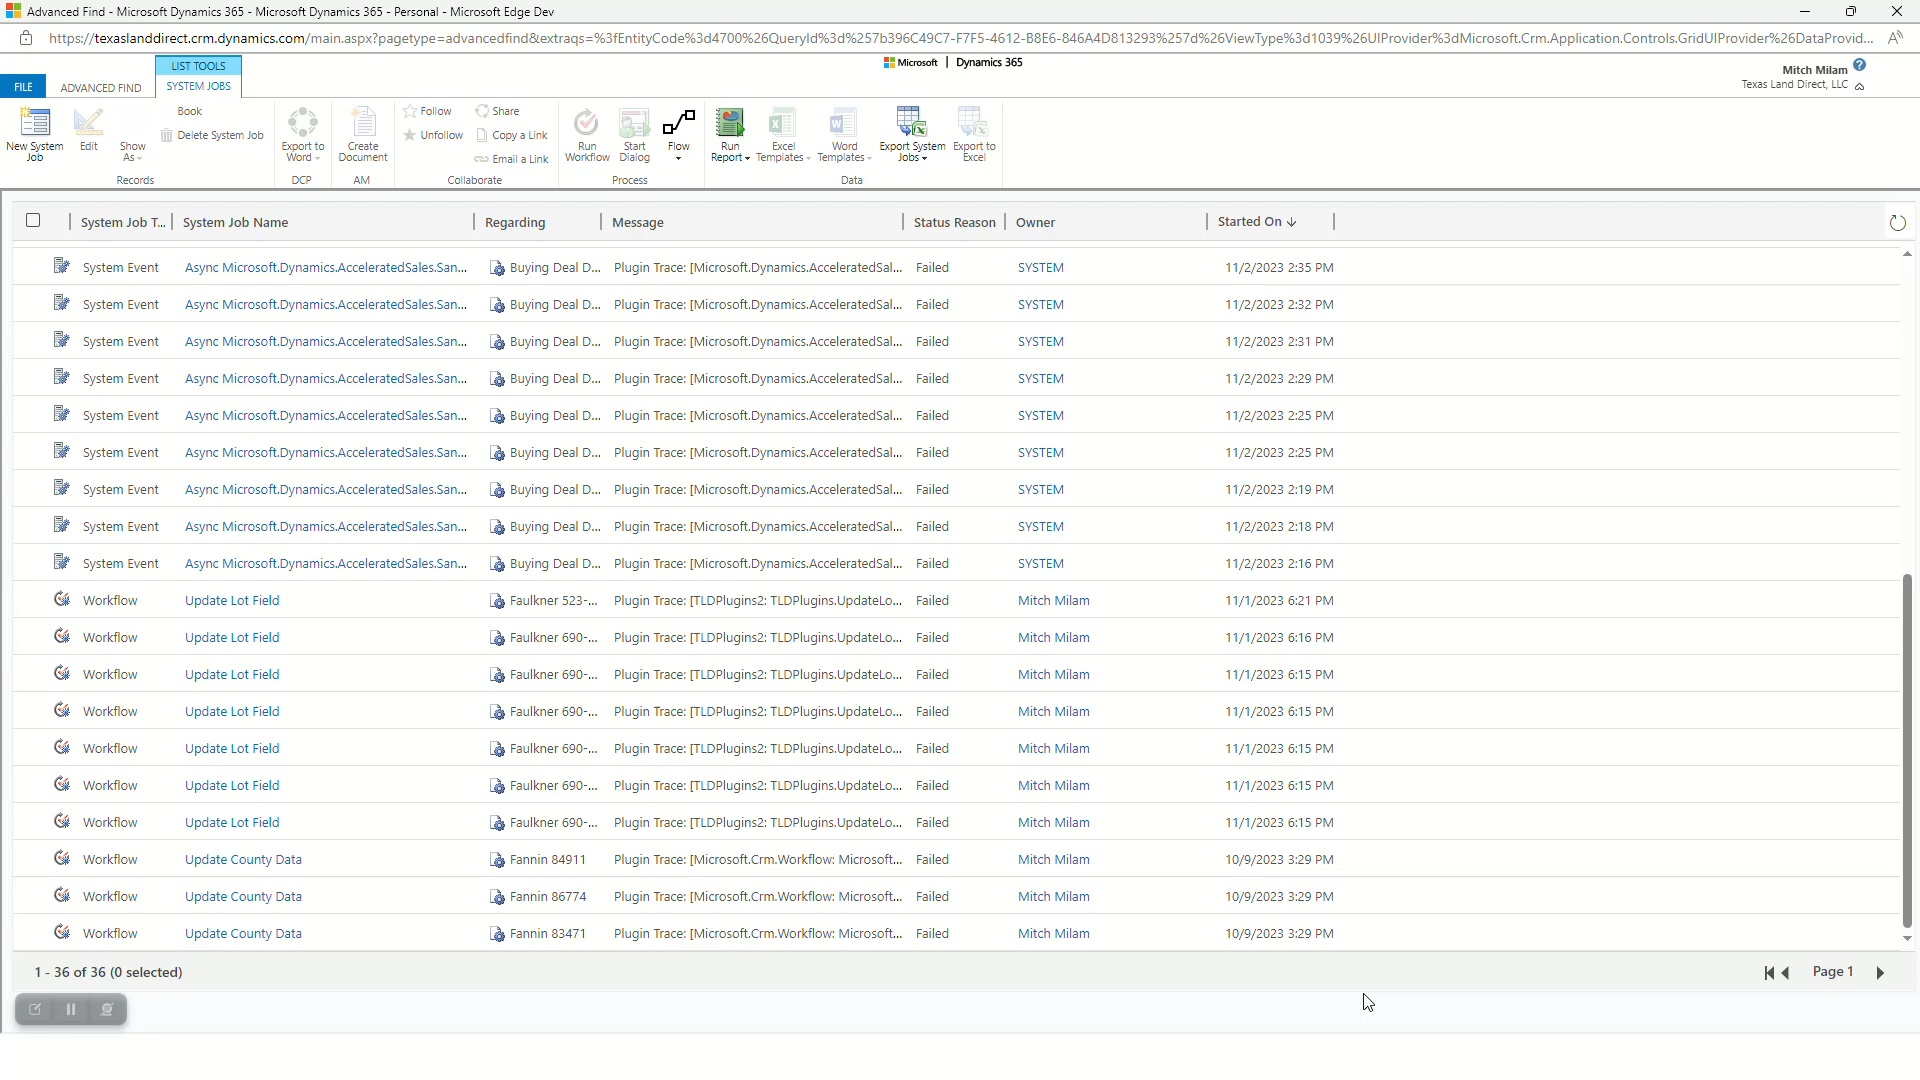 Advanced Find - Microsoft Dynamics 365 - Microsoft Dynamics 365 - Personal - Microsoft Edge Dev
https://texaslanddirect.crm.dynamics.com/main.aspx?pagetype=advancedfind&extraqs=%3fEntityCode%3d4700%26QueryId%3d%257b396C49C7-F7F5-4612-B8E6-846A4D813293%257d%26ViewType%3d1039%26UIProvider%3dMicrosoft.Crm.Application.Controls.GridUIProvider%26DataProvid...
Microsoft | Dynamics 365
Mitch Milam
Texas Land Direct, LLC
LIST TOOLS
FILE ADVANCED FIND SYSTEM JOBS
New System Job
Edit
Show As
Book
Delete System Job
Records
Export to Word
DCP
Create Document
AM
Follow
Unfollow
Share
Copy a Link
Email a Link
Collaborate
Run Workflow
Start Dialog
Flow
Process
Run Report
Excel Templates
Word Templates
Export System Jobs
Export to Excel
Data
System Job T... System Job Name Regarding Message Status Reason Owner Started On
System Event Async Microsoft.Dynamics.AcceleratedSales.San... Buying Deal D... Plugin Trace: [Microsoft.Dynamics.AcceleratedSal... Failed SYSTEM 11/2/2023 2:35 PM
System Event Async Microsoft.Dynamics.AcceleratedSales.San... Buying Deal D... Plugin Trace: [Microsoft.Dynamics.AcceleratedSal... Failed SYSTEM 11/2/2023 2:32 PM
System Event Async Microsoft.Dynamics.AcceleratedSales.San... Buying Deal D... Plugin Trace: [Microsoft.Dynamics.AcceleratedSal... Failed SYSTEM 11/2/2023 2:31 PM
System Event Async Microsoft.Dynamics.AcceleratedSales.San... Buying Deal D... Plugin Trace: [Microsoft.Dynamics.AcceleratedSal... Failed SYSTEM 11/2/2023 2:29 PM
System Event Async Microsoft.Dynamics.AcceleratedSales.San... Buying Deal D... Plugin Trace: [Microsoft.Dynamics.AcceleratedSal... Failed SYSTEM 11/2/2023 2:25 PM
System Event Async Microsoft.Dynamics.AcceleratedSales.San... Buying Deal D... Plugin Trace: [Microsoft.Dynamics.AcceleratedSal... Failed SYSTEM 11/2/2023 2:25 PM
System Event Async Microsoft.Dynamics.AcceleratedSales.San... Buying Deal D... Plugin Trace: [Microsoft.Dynamics.AcceleratedSal... Failed SYSTEM 11/2/2023 2:19 PM
System Event Async Microsoft.Dynamics.AcceleratedSales.San... Buying Deal D... Plugin Trace: [Microsoft.Dynamics.AcceleratedSal... Failed SYSTEM 11/2/2023 2:18 PM
System Event Async Microsoft.Dynamics.AcceleratedSales.San... Buying Deal D... Plugin Trace: [Microsoft.Dynamics.AcceleratedSal... Failed SYSTEM 11/2/2023 2:16 PM
Workflow Update Lot Field Faulkner 523-... Plugin Trace: [TLDPlugins2: TLDPlugins.UpdateLo... Failed Mitch Milam 11/1/2023 6:21 PM
Workflow Update Lot Field Faulkner 690-... Plugin Trace: [TLDPlugins2: TLDPlugins.UpdateLo... Failed Mitch Milam 11/1/2023 6:16 PM
Workflow Update Lot Field Faulkner 690-... Plugin Trace: [TLDPlugins2: TLDPlugins.UpdateLo... Failed Mitch Milam 11/1/2023 6:15 PM
Workflow Update Lot Field Faulkner 690-... Plugin Trace: [TLDPlugins2: TLDPlugins.UpdateLo... Failed Mitch Milam 11/1/2023 6:15 PM
Workflow Update Lot Field Faulkner 690-... Plugin Trace: [TLDPlugins2: TLDPlugins.UpdateLo... Failed Mitch Milam 11/1/2023 6:15 PM
Workflow Update Lot Field Faulkner 690-... Plugin Trace: [TLDPlugins2: TLDPlugins.UpdateLo... Failed Mitch Milam 11/1/2023 6:15 PM
Workflow Update Lot Field Faulkner 690-... Plugin Trace: [TLDPlugins2: TLDPlugins.UpdateLo... Failed Mitch Milam 11/1/2023 6:15 PM
Workflow Update County Data Fannin 84911 Plugin Trace: [Microsoft.Crm.Workflow: Microsoft... Failed Mitch Milam 10/9/2023 3:29 PM
Workflow Update County Data Fannin 86774 Plugin Trace: [Microsoft.Crm.Workflow: Microsoft... Failed Mitch Milam 10/9/2023 3:29 PM
Workflow Update County Data Fannin 83471 Plugin Trace: [Microsoft.Crm.Workflow: Microsoft... Failed Mitch Milam 10/9/2023 3:29 PM
1 - 36 of 36 (0 selected) Page 1